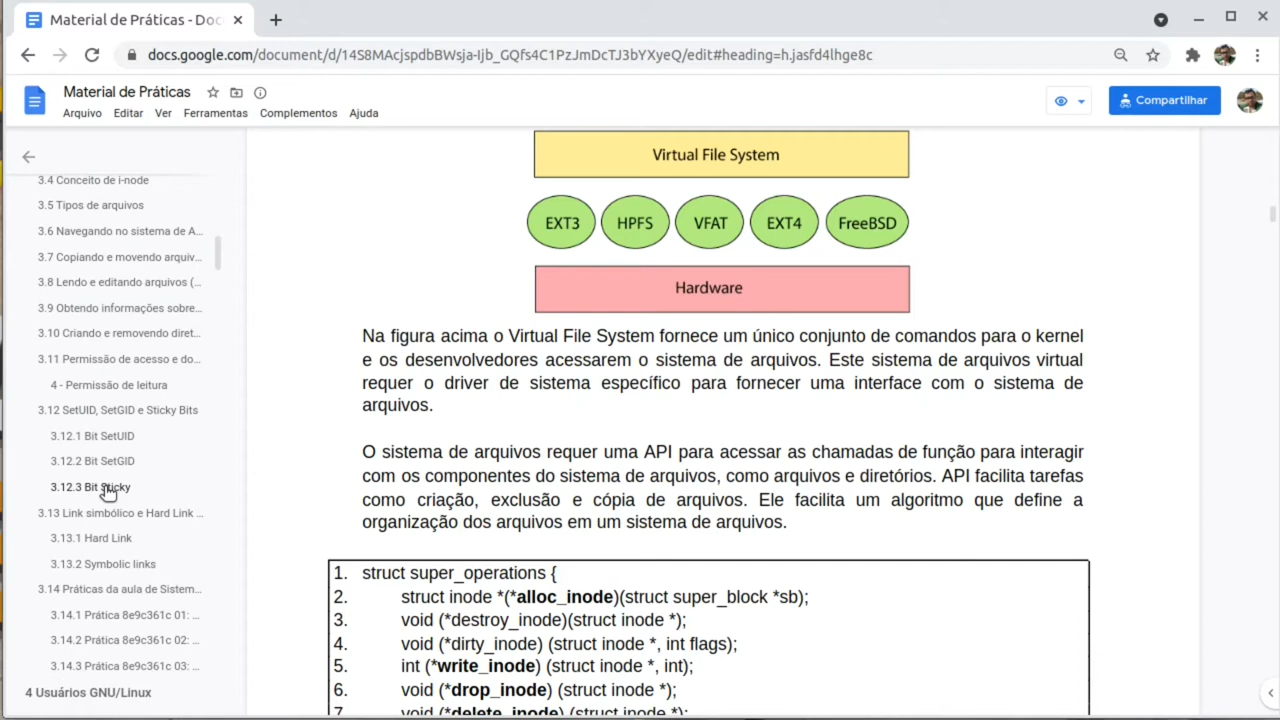 Material de Práticas - Doc
docs.google.com/document/d/14S8MAcjspdbBWsja-Ijb_GQfs4C1PzJmDcTJ3bYXyeQ/edit#heading=h.jasfd4lhge8c
Material de Práticas
Arquivo Editar Ver Ferramentas Complementos Ajuda
Compartilhar
3.4 Conceito de i-node
3.5 Tipos de arquivos
3.6 Navegando no sistema de A...
3.7 Copiando e movendo arquiv...
3.8 Lendo e editando arquivos (...
3.9 Obtendo informações sobre...
3.10 Criando e removendo diret...
3.11 Permissão de acesso e do...
4 - Permissão de leitura
3.12 SetUID, SetGID e Sticky Bits
3.12.1 Bit SetUID
3.12.2 Bit SetGID
3.12.3 Bit Sticky
3.13 Link simbólico e Hard Link ...
3.13.1 Hard Link
3.13.2 Symbolic links
3.14 Práticas da aula de Sistem...
3.14.1 Prática 8e9c361c 01: ...
3.14.2 Prática 8e9c361c 02: ...
3.14.3 Prática 8e9c361c 03: ...
4 Usuários GNU/Linux
Virtual File System
EXT3 HPFS VFAT EXT4 FreeBSD
Hardware
Na figura acima o Virtual File System fornece um único conjunto de comandos para o kernel
e os desenvolvedores acessarem o sistema de arquivos. Este sistema de arquivos virtual
requer o driver de sistema específico para fornecer uma interface com o sistema de
arquivos.
O sistema de arquivos requer uma API para acessar as chamadas de função para interagir
com os componentes do sistema de arquivos, como arquivos e diretórios. API facilita tarefas
como criação, exclusão e cópia de arquivos. Ele facilita um algoritmo que define a
organização dos arquivos em um sistema de arquivos.
1. struct super_operations {
2. struct inode *(*alloc_inode)(struct super_block *sb);
3. void (*destroy_inode)(struct inode *);
4. void (*dirty_inode) (struct inode *, int flags);
5. int (*write_inode) (struct inode *, int);
6. void (*drop_inode) (struct inode *);
7. void (*delete_inode) (struct inode *);